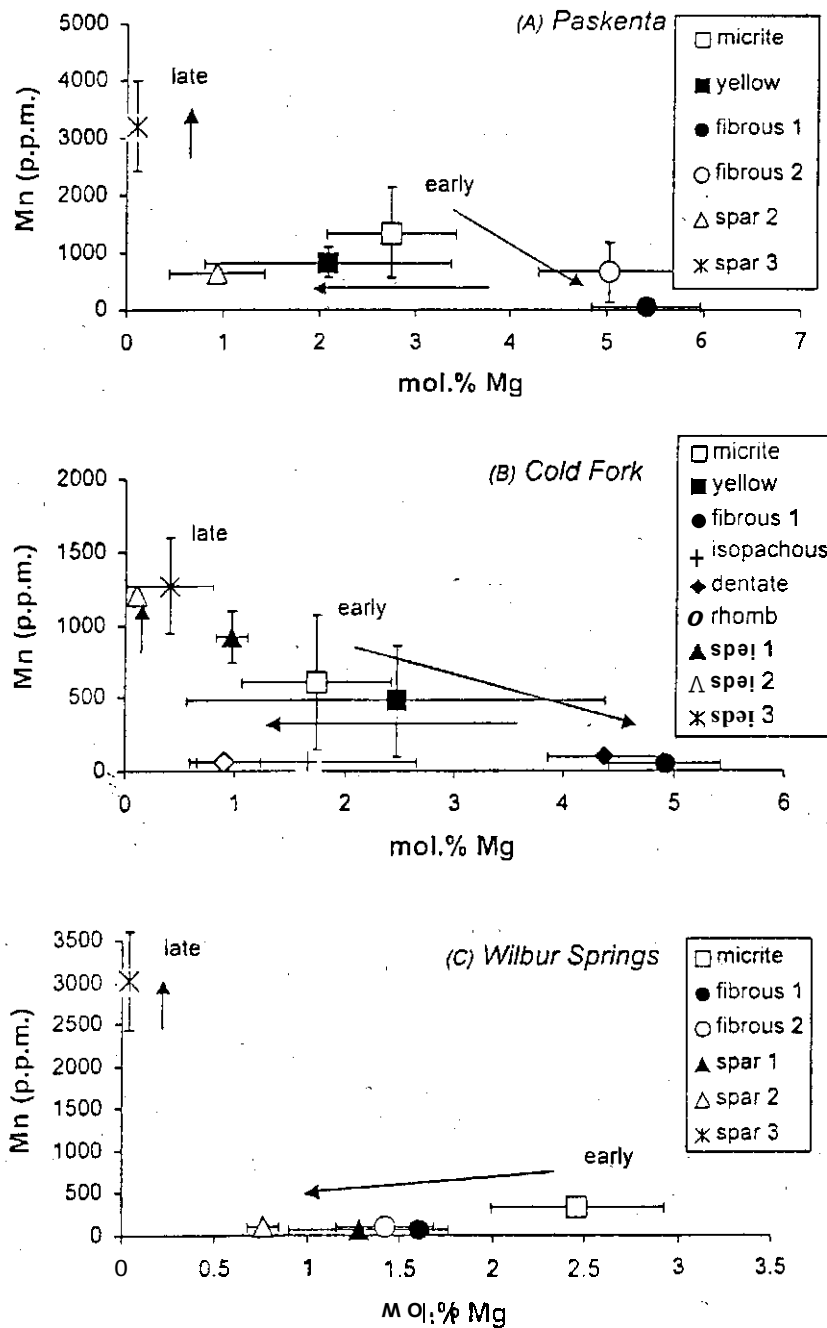 (A) Paskenta
5000
4000
3000
2000
1000
0
Mn (p.p.m.)
late
early
micrite
yellow
fibrous 1
fibrous 2
spar 2
spar 3
0 1 2 3 4 5 6 7
mol.% Mg
(B) Cold Fork
2000
1500
1000
500
0
Mn (p.p.m.)
late
early
micrite
yellow
fibrous 1
isopachous
dentate
rhomb
1
2
3
0 1 2 3 4 5 6
mol.% Mg
(C) Wilbur Springs
3500
3000
2500
2000
1500
1000
500
0
Mn (p.p.m.)
late
early
micrite
fibrous 1
fibrous 2
spar 1
spar 2
spar 3
0 0.5 1 1.5 2 2.5 3 3.5
Mg